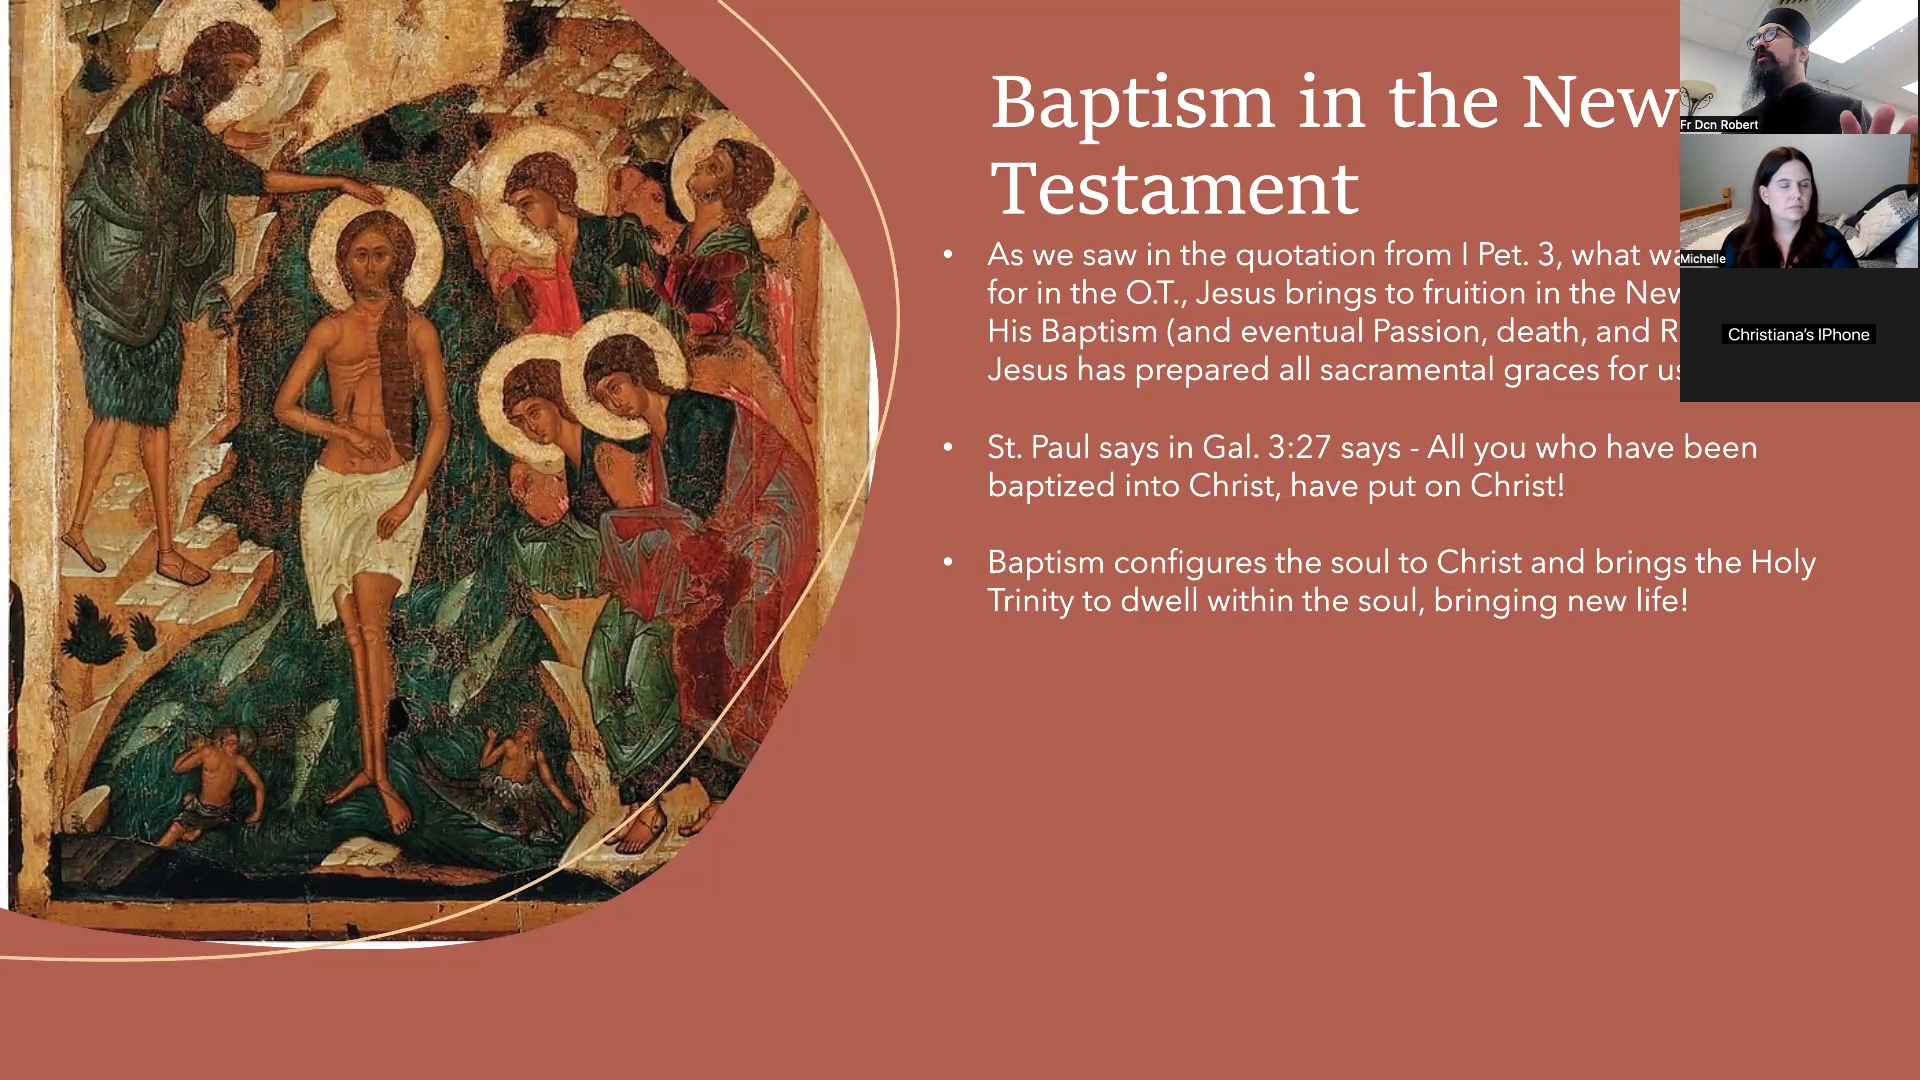 Baptism in the New
Testament
• As we saw in the quotation from I Pet. 3, what
for in the O.T., Jesus brings to fruition in the
His Baptism (and eventual Passion, death, and
Jesus has prepared all sacramental graces for us
• St. Paul says in Gal. 3:27 says - All you who have been
baptized into Christ, have put on Christ!
• Baptism configures the soul to Christ and brings the Holy
Trinity to dwell within the soul, bringing new life!
Fr Dcn Robert
Michelle
Christiana's IPhone